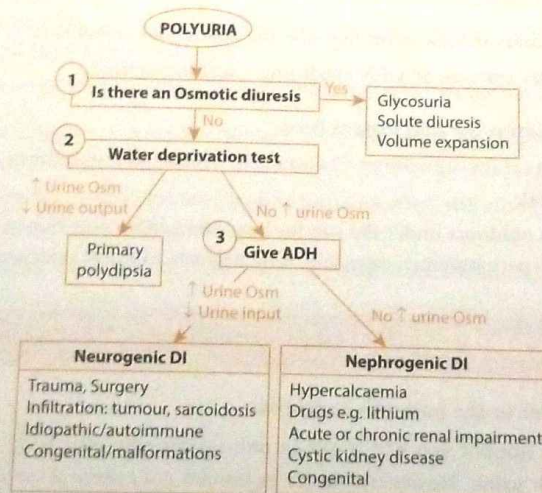 POLYURIA
1
Is there an Osmotic diuresis
Yes
Glycosuria
Solute diuresis
Volume expansion
No
2
Water deprivation test
↑ Urine Osm
↓ Urine output
No ↑ urine Osm
Primary
polydipsia
3
Give ADH
↑ Urine Osm
↓ Urine input
No ↑ urine Osm
Neurogenic DI
Trauma, Surgery
Infiltration: tumour, sarcoidosis
Idiopathic/autoimmune
Congenital/malformations
Nephrogenic DI
Hypercalcaemia
Drugs e.g. lithium
Acute or chronic renal impairment
Cystic kidney disease
Congenital